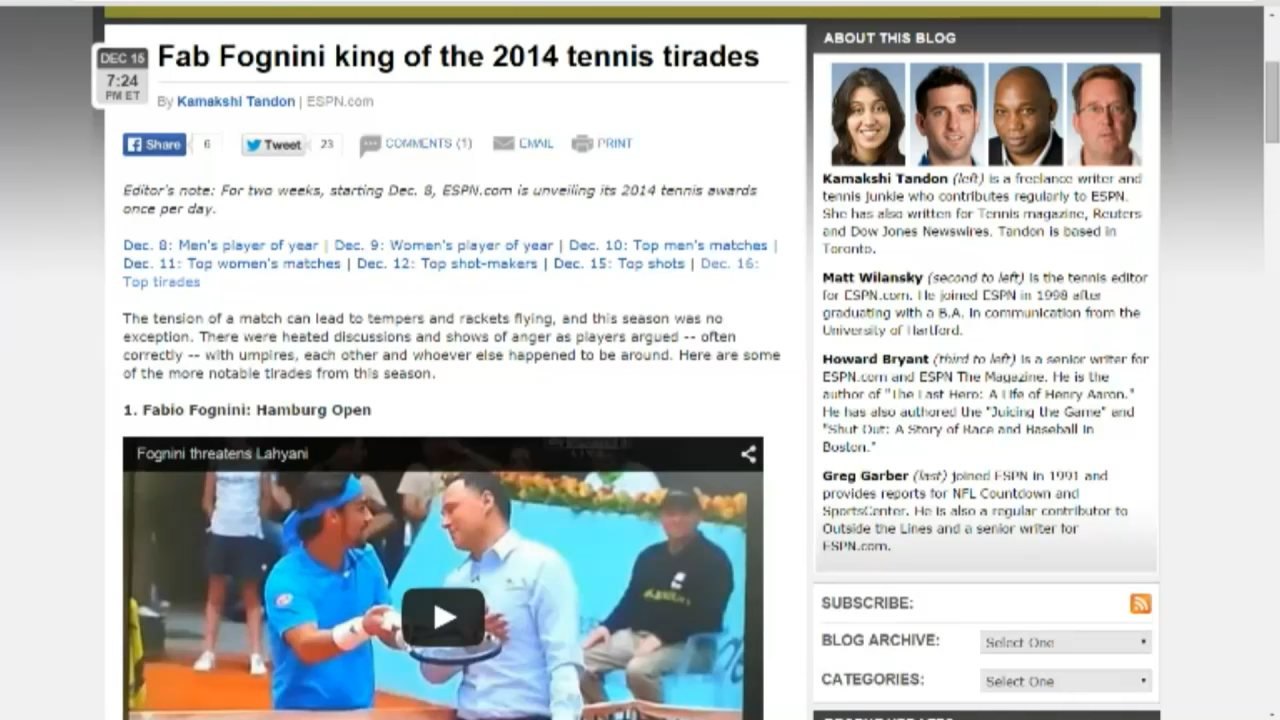 DEC 16
7:24
PM ET
Fab Fognini king of the 2014 tennis tirades
By Kamakshi Tandon | ESPN.com
Share 6 Tweet 23 COMMENTS (1) EMAIL PRINT
Editor's note: For two weeks, starting Dec. 8, ESPN.com is unveiling its 2014 tennis awards
once per day.
Dec. 8: Men's player of year | Dec. 9: Women's player of year | Dec. 10: Top men's matches |
Dec. 11: Top women's matches | Dec. 12: Top shot-makers | Dec. 15: Top shots | Dec. 16:
Top tirades
The tension of a match can lead to tempers and rackets flying, and this season was no
exception. There were heated discussions and shows of anger as players argued -- often
correctly -- with umpires, each other and whoever else happened to be around. Here are some
of the more notable tirades from this season.
1. Fabio Fognini: Hamburg Open
Fognini threatens Lahyani
ABOUT THIS BLOG
Kamakshi Tandon (left) is a freelance writer and
tennis junkie who contributes regularly to ESPN.
She has also written for Tennis magazine, Reuters
and Dow Jones Newswires. Tandon is based in
Toronto.
Matt Wilansky (second to left) is the tennis editor
for ESPN.com. He joined ESPN in 1998 after
graduating with a B.A. in communication from the
University of Hartford.
Howard Bryant (third to left) is a senior writer for
ESPN.com and ESPN The Magazine. He is the
author of "The Last Hero: A Life of Henry Aaron."
He has also authored the "Juicing the Game" and
"Shut Out: A Story of Race and Baseball in
Boston."
Greg Garber (last) joined ESPN in 1991 and
provides reports for NFL Countdown and
SportsCenter. He is also a regular contributor to
Outside the Lines and a senior writer for
ESPN.com.
SUBSCRIBE:
BLOG ARCHIVE: Select One
CATEGORIES: Select One